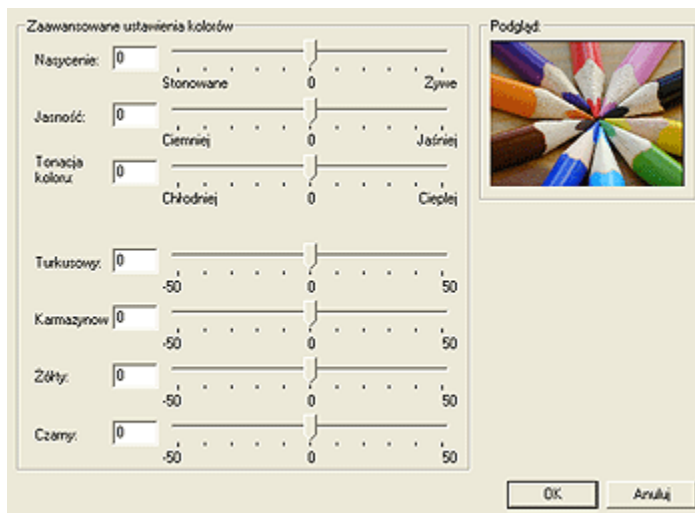 Zaawansowane ustawienia kolorów
Nasycenie: 0
Stonowane 0 Żywe
Jasność: 0
Ciemniej 0 Jaśniej
Tonacja
koloru: 0
Chłodniej 0 Cieplej
Turkusowy: 0
-50 0 50
Karmazynow 0
-50 0 50
Żółty: 0
-50 0 50
Czarny: 0
-50 0 50
Podgląd:
OK Anuluj